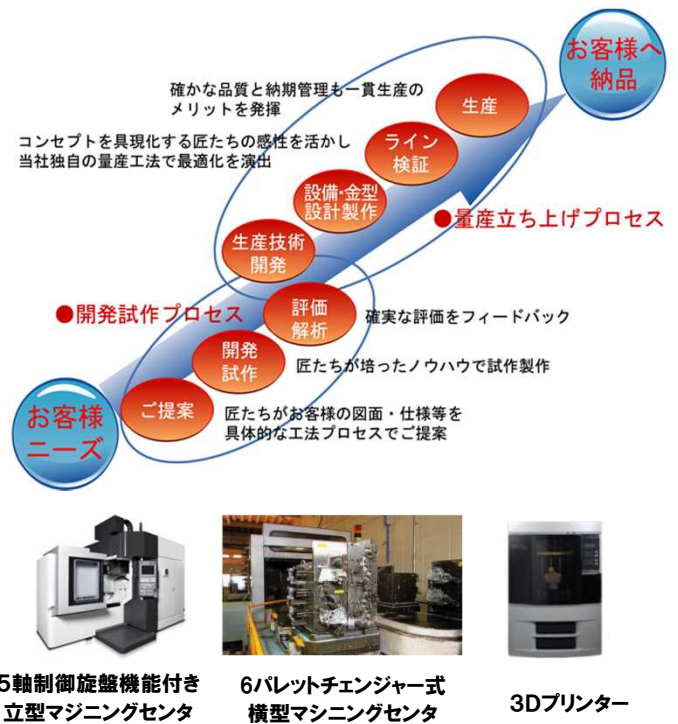 お客様へ
納品
確かな品質と納期管理も一貫生産の
メリットを発揮
生産
コンセプトを具現化する匠たちの感性を活かし
当社独自の量産工法で最適化を演出
ライン
検証
設備・金型
設計製作
●量産立ち上げプロセス
生産技術
開発
●開発試作プロセス
評価
解析
確実な評価をフィードバック
開発
試作
匠たちが培ったノウハウで試作製作
お客様
ニーズ
ご提案
匠たちがお客様の図面・仕様等を
具体的な工法プロセスでご提案
5軸制御旋盤機能付き
立型マジニングセンタ
6パレットチェンジャー式
横型マシニングセンタ
3Dプリンター